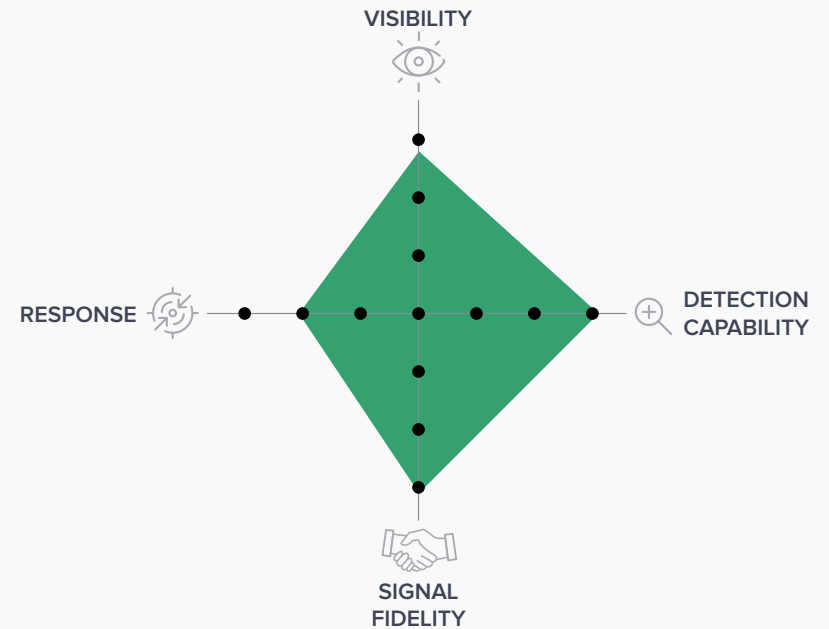 VISIBILITY
RESPONSE
DETECTION
CAPABILITY
SIGNAL
FIDELITY